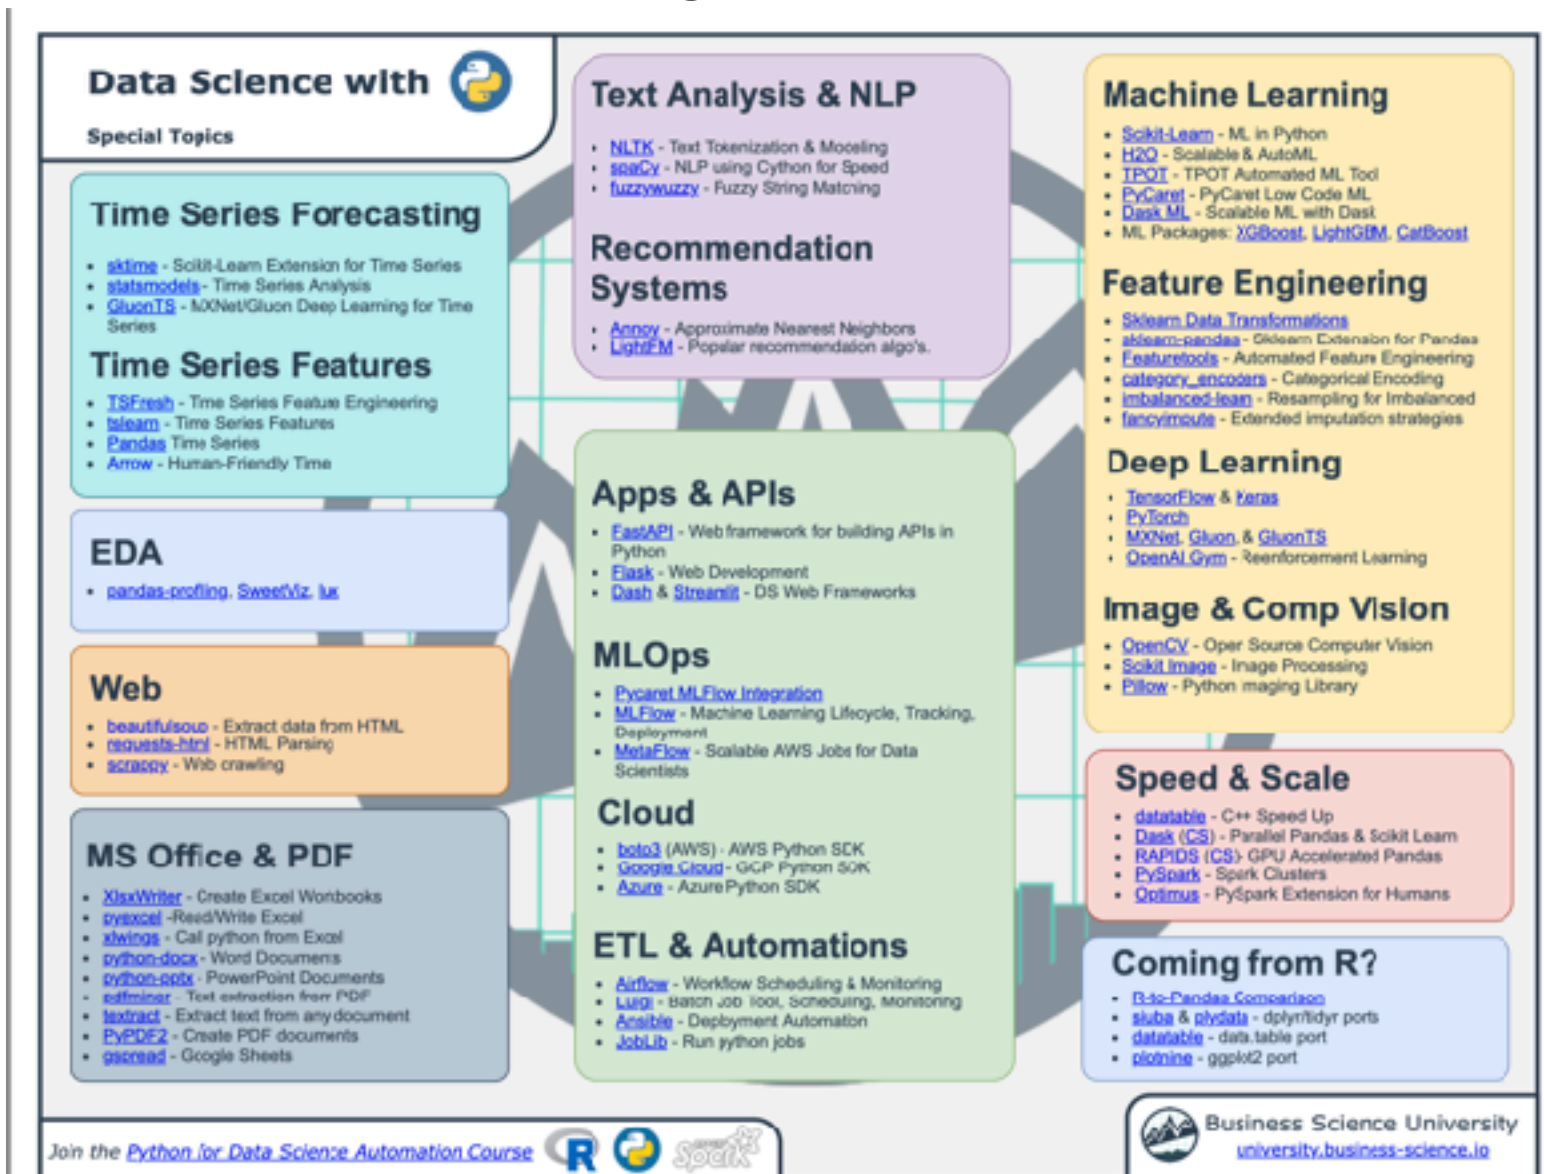 Data Science with
Special Topics
Time Series Forecasting
• sktime - Scikit-Learn Extension for Time Series
• statsmodels - Time Series Analysis
• GluonTS - MXNet/Gluon Deep Learning for Time
Series
Time Series Features
• TSFresh - Time Series Feature Engineering
• tslearn - Time Series Features
• Pandas Time Series
• Arrow - Human-Friendly Time
EDA
• pandas-profiling, SweetViz, lux
Web
• beautifulsoup - Extract data from HTML
• requests-html - HTML Parsing
• scrappy - Web crawling
MS Office & PDF
• XlsxWriter - Create Excel Workbooks
• pyexcel -Read/Write Excel
• xlwings - Call python from Excel
• python-docx - Word Documents
• python-pptx - PowerPoint Documents
• pdfminer - Text extraction from PDF
• textract - Extract text from any document
• PyPDF2 - Create PDF documents
• gspread - Google Sheets
Text Analysis & NLP
• NLTK - Text Tokenization & Modeling
• spaCy - NLP using Cython for Speed
• fuzzywuzzy - Fuzzy String Matching
Recommendation
Systems
• Annoy - Approximate Nearest Neighbors
• LightFM - Popular recommendation algo's.
Apps & APIs
• FastAPI - Web framework for building APIs in
Python
• Flask - Web Development
• Dash & Streamlit - DS Web Frameworks
MLOps
• Pycaret MLFlow Integration
• MLFlow - Machine Learning Lifecycle, Tracking,
Deployment
• MetaFlow - Scalable AWS Jobs for Data
Scientists
Cloud
• boto3 (AWS) - AWS Python SDK
• Google Cloud - GCP Python SDK
• Azure - Azure Python SDK
ETL & Automations
• Airflow - Workflow Scheduling & Monitoring
• Luigi - Batch Job Tool, Scheduling, Monitoring
• Ansible - Deployment Automation
• JobLib - Run python jobs
Machine Learning
• Scikit-Learn - ML in Python
• H2O - Scalable & AutoML
• TPOT - TPOT Automated ML Tool
• PyCaret - PyCaret Low Code ML
• Dask ML - Scalable ML with Dask
• ML Packages: XGBoost, LightGBM, CatBoost
Feature Engineering
• Sklearn Data Transformations
• sklearn-pandas - Sklearn Extension for Pandas
• Featuretools - Automated Feature Engineering
• category_encoders - Categorical Encoding
• imbalanced-learn - Resampling for Imbalanced
• fancyimpute - Extended imputation strategies
Deep Learning
• TensorFlow & Keras
• PyTorch
• MXNet, Gluon, & GluonTS
• OpenAI Gym - Reenforcement Learning
Image & Comp Vision
• OpenCV - Open Source Computer Vision
• Scikit Image - Image Processing
• Pillow - Python Imaging Library
Speed & Scale
• datatable - C++ Speed Up
• Dask (CS) - Parallel Pandas & Scikit Learn
• RAPIDS (CS)- GPU Accelerated Pandas
• PySpark - Spark Clusters
• Optimus - PySpark Extension for Humans
Coming from R?
• R-to-Pandas Comparison
• siuba & plydata - dplyr/tidyr ports
• datatable - data.table port
• plotnine - ggplot2 port
Join the Python for Data Science Automation Course
R
Spark
Business Science University
university.business-science.io